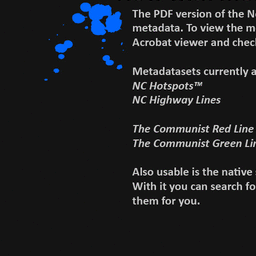 The PDF version of the N
metadata. To view the m
Acrobat viewer and chec
Metadatasets currently a
NC Hotspots™
NC Highway Lines
The Communist Red Line
The Communist Green Li
Also usable is the native
With it you can search fo
them for you.